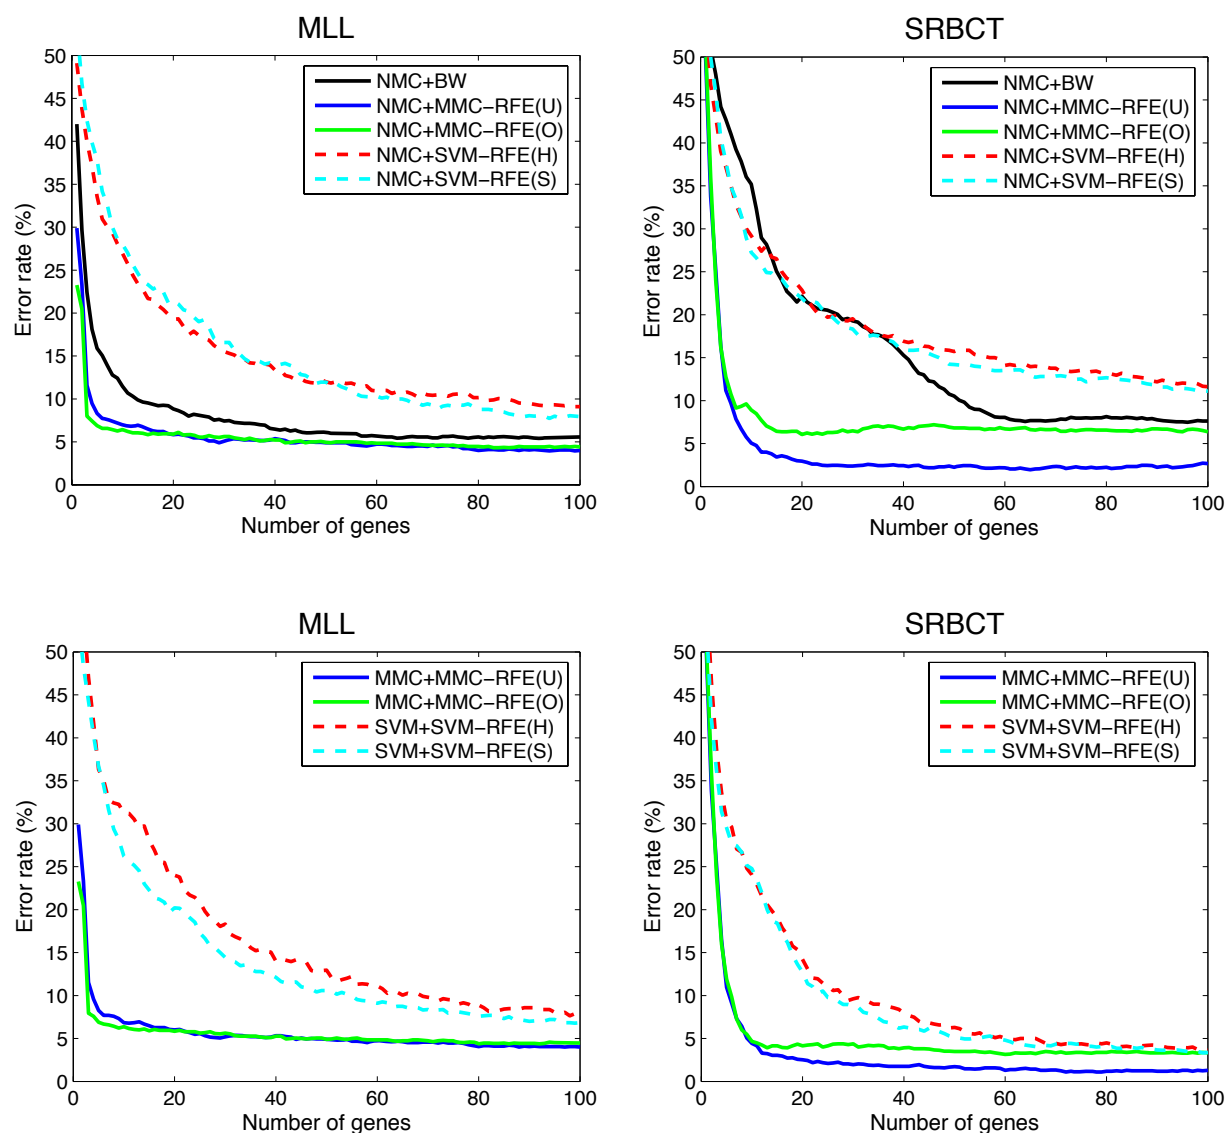 MLL
50
45
40
35
30
25
20
15
10
5
0
Error rate (%)
NMC+BW
NMC+MMC−RFE(U)
NMC+MMC−RFE(O)
NMC+SVM−RFE(H)
NMC+SVM−RFE(S)
0 20 40 60 80 100
Number of genes
SRBCT
50
45
40
35
30
25
20
15
10
5
0
Error rate (%)
NMC+BW
NMC+MMC−RFE(U)
NMC+MMC−RFE(O)
NMC+SVM−RFE(H)
NMC+SVM−RFE(S)
0 20 40 60 80 100
Number of genes
MLL
50
45
40
35
30
25
20
15
10
5
0
Error rate (%)
MMC+MMC−RFE(U)
MMC+MMC−RFE(O)
SVM+SVM−RFE(H)
SVM+SVM−RFE(S)
0 20 40 60 80 100
Number of genes
SRBCT
50
45
40
35
30
25
20
15
10
5
0
Error rate (%)
MMC+MMC−RFE(U)
MMC+MMC−RFE(O)
SVM+SVM−RFE(H)
SVM+SVM−RFE(S)
0 20 40 60 80 100
Number of genes